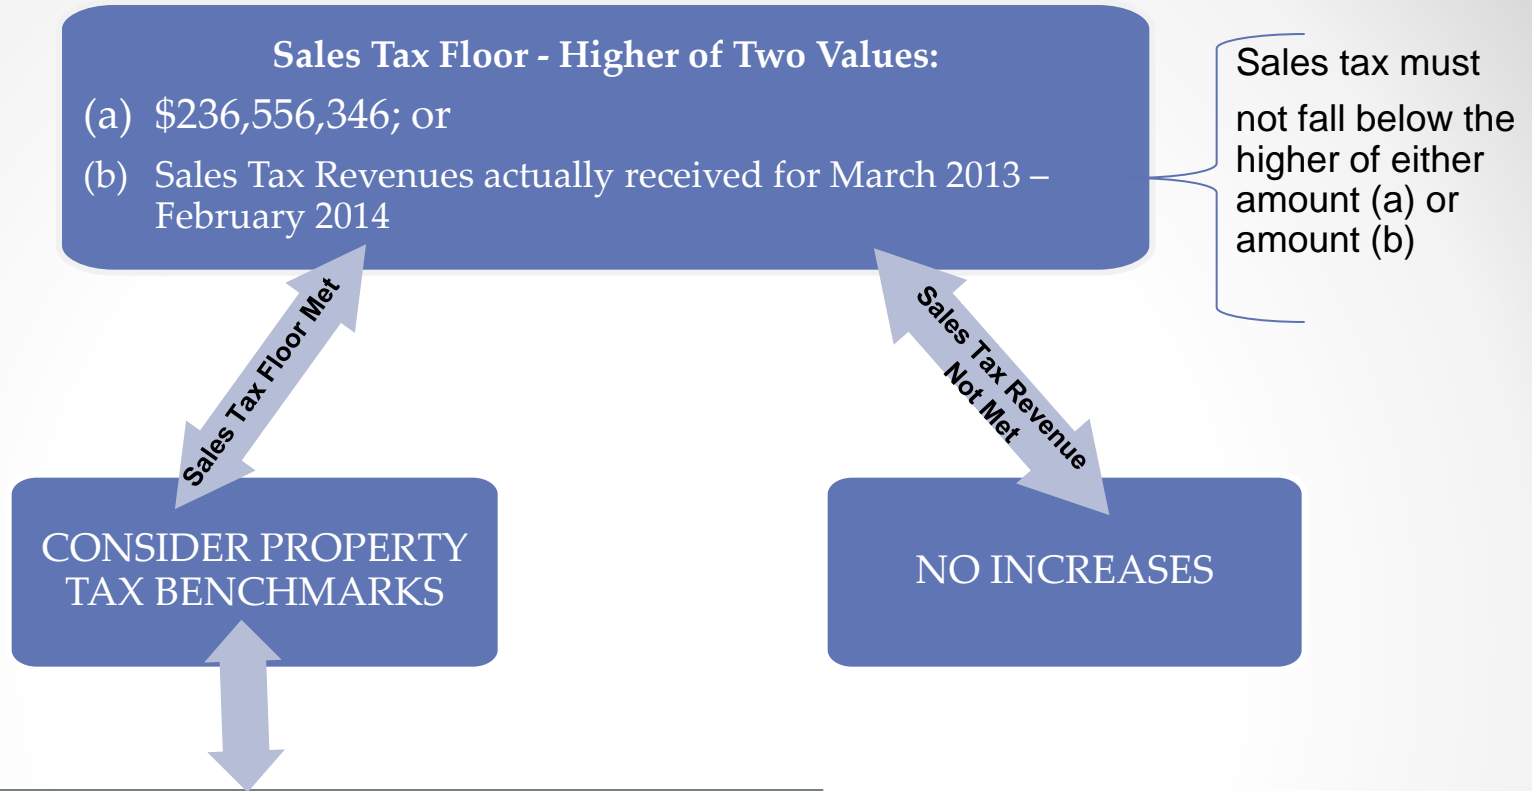 Sales Tax Floor - Higher of Two Values:
(a) $236,556,346; or
(b) Sales Tax Revenues actually received for March 2013 –
February 2014
Sales tax must
not fall below the
higher of either
amount (a) or
amount (b)
Sales Tax Floor Met
Sales Tax Revenue
Not Met
CONSIDER PROPERTY
TAX BENCHMARKS
NO INCREASES